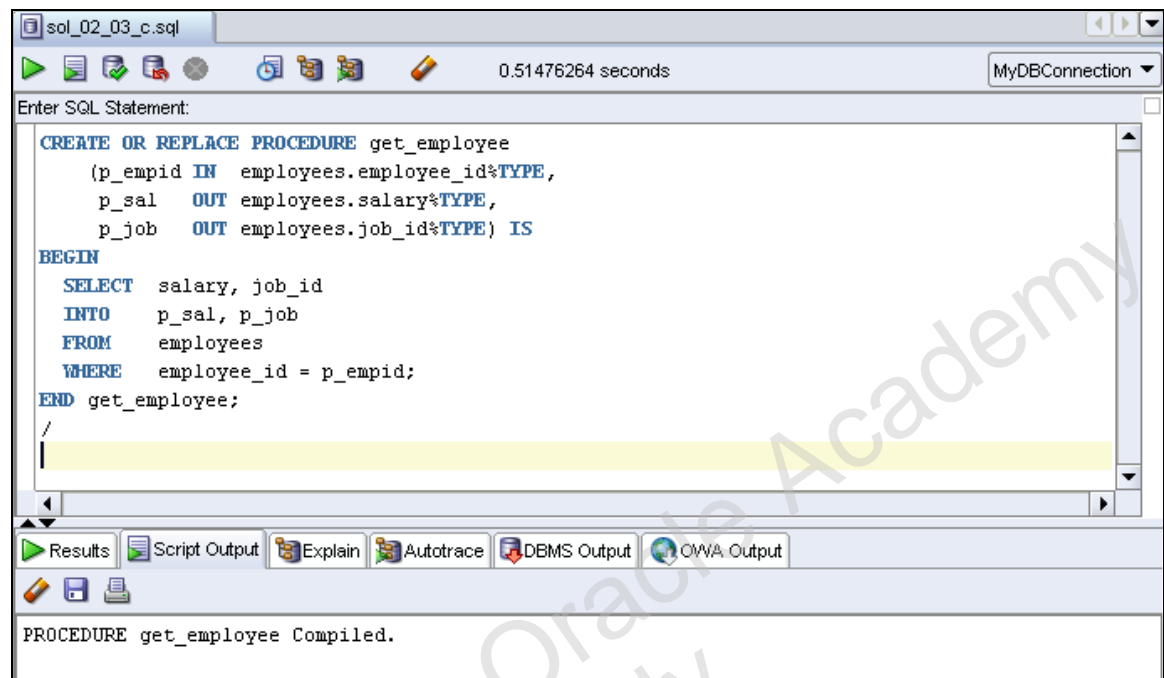 sol_02_03_c.sql
0.51476264 seconds
MyDBConnection
Enter SQL Statement:
CREATE OR REPLACE PROCEDURE get_employee
(p_empid IN employees.employee_id%TYPE,
p_sal OUT employees.salary%TYPE,
p_job OUT employees.job_id%TYPE) IS
BEGIN
SELECT salary, job_id
INTO p_sal, p_job
FROM employees
WHERE employee_id = p_empid;
END get_employee;
/
Results Script Output Explain Autotrace DBMS Output OWA Output
PROCEDURE get_employee Compiled.
Oracle Academy